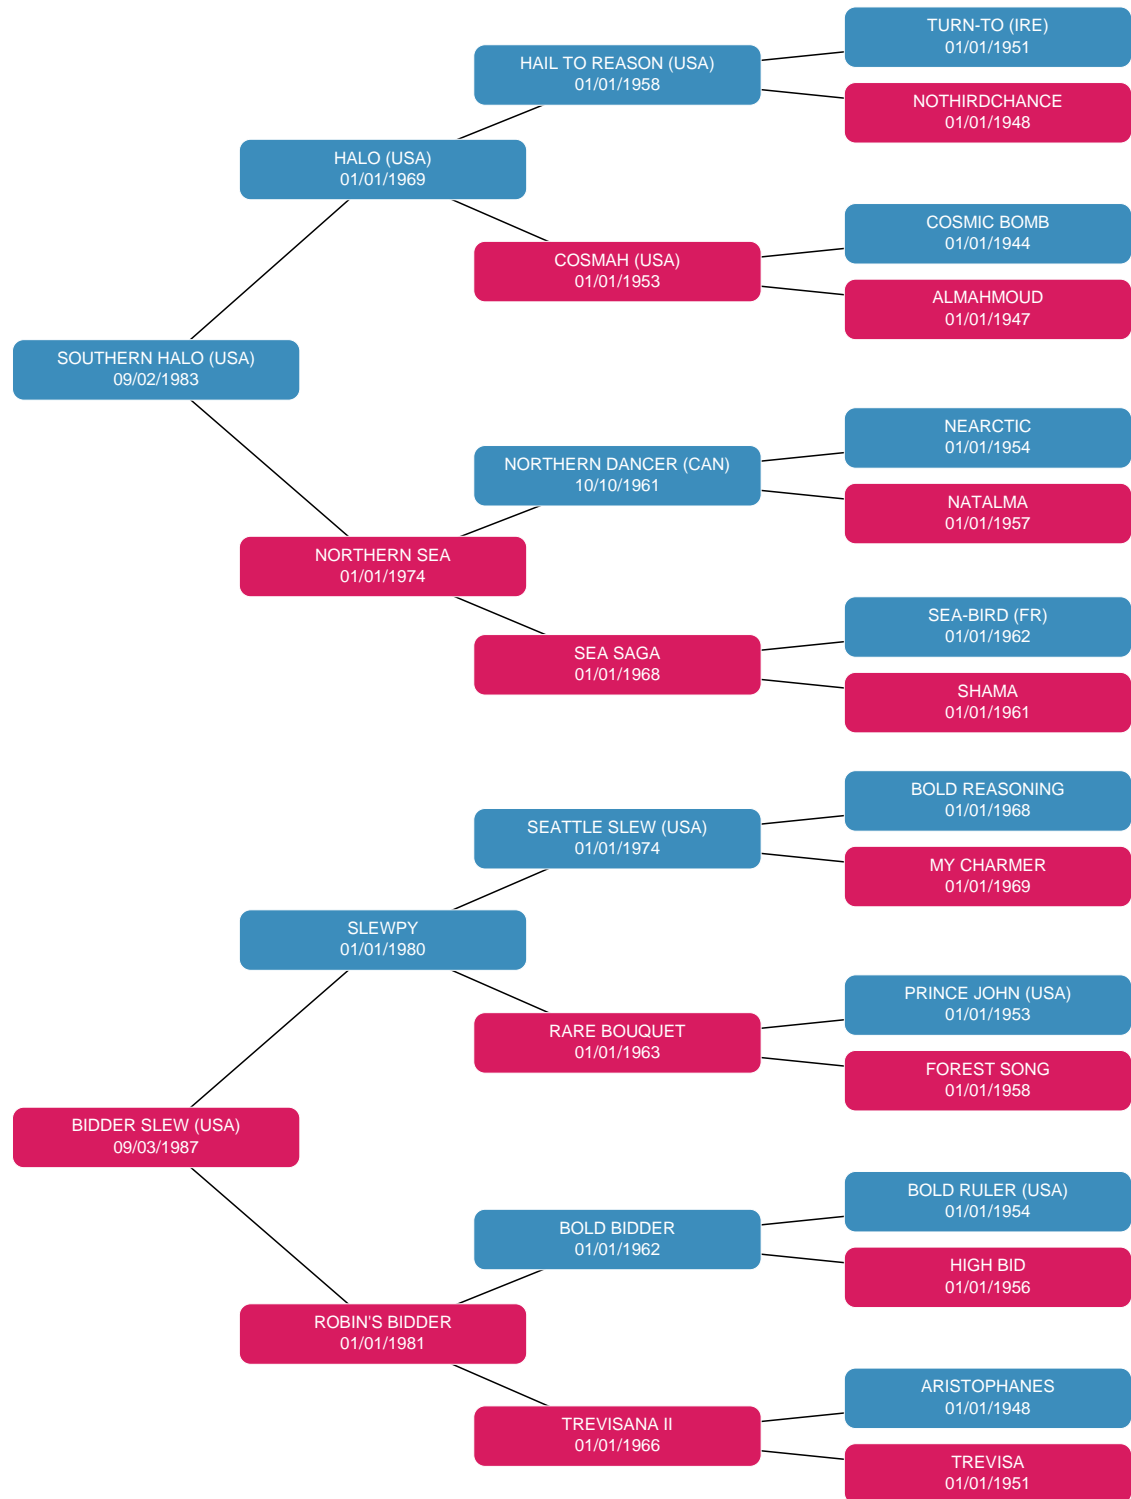 TURN-TO (IRE)
01/01/1951
HAIL TO REASON (USA)
01/01/1958
NOTHIRDCHANCE
01/01/1948
HALO (USA)
01/01/1969
COSMIC BOMB
01/01/1944
COSMAH (USA)
01/01/1953
ALMAHMOUD
01/01/1947
SOUTHERN HALO (USA)
09/02/1983
NEARCTIC
01/01/1954
NORTHERN DANCER (CAN)
10/10/1961
NATALMA
01/01/1957
NORTHERN SEA
01/01/1974
SEA-BIRD (FR)
01/01/1962
SEA SAGA
01/01/1968
SHAMA
01/01/1961
BOLD REASONING
01/01/1968
SEATTLE SLEW (USA)
01/01/1974
MY CHARMER
01/01/1969
SLEWPY
01/01/1980
PRINCE JOHN (USA)
01/01/1953
RARE BOUQUET
01/01/1963
FOREST SONG
01/01/1958
BIDDER SLEW (USA)
09/03/1987
BOLD RULER (USA)
01/01/1954
BOLD BIDDER
01/01/1962
HIGH BID
01/01/1956
ROBIN'S BIDDER
01/01/1981
ARISTOPHANES
01/01/1948
TREVISANA II
01/01/1966
TREVISA
01/01/1951